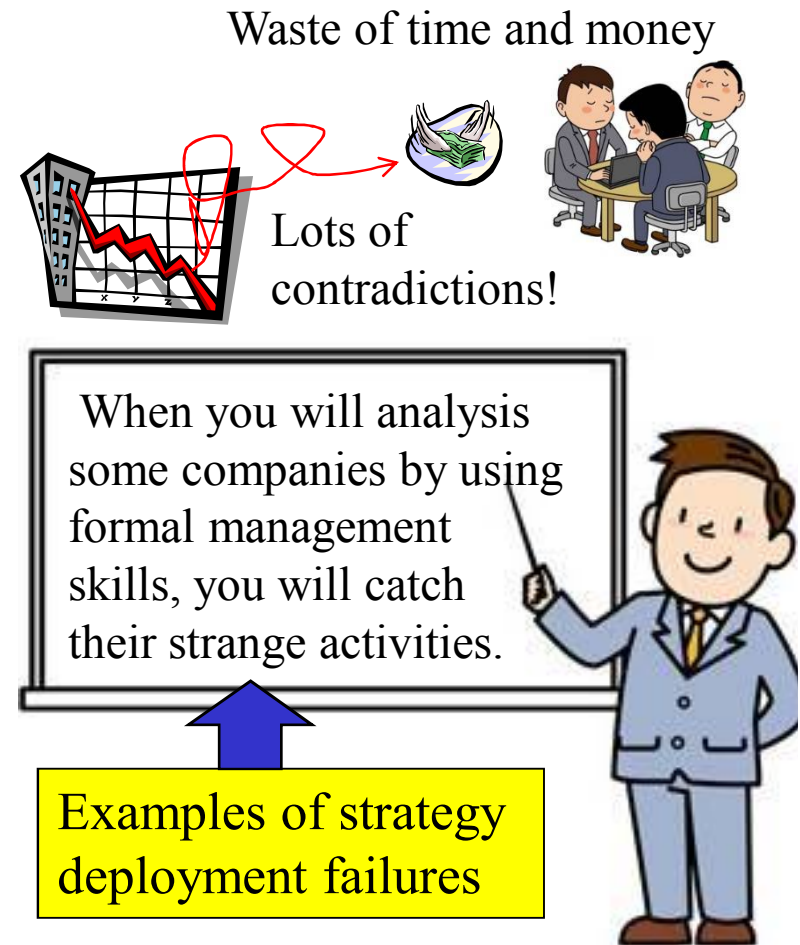 Waste of time and money
Lots of
contradictions!
X Y Z
When you will analysis
some companies by using
formal management
skills, you will catch
their strange activities.
Examples of strategy
deployment failures